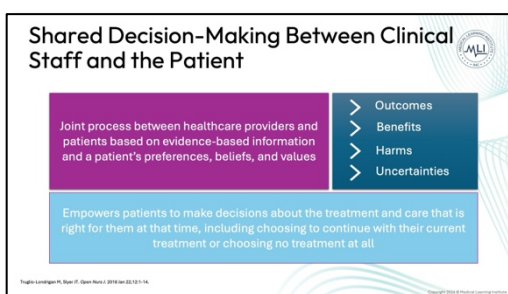 Shared Decision-Making Between Clinical
Staff and the Patient
MLI
Joint process between healthcare providers and
patients based on evidence-based information
and a patient's preferences, beliefs, and values
Outcomes
Benefits
Harms
Uncertainties
Empowers patients to make decisions about the treatment and care that is
right for them at that time, including choosing to continue with their current
treatment or choosing no treatment at all
Truglio-Londrigan M, Slyer JT. Open Nurs J. 2018 Jan 22;12:1-14.
Copyright 2024 © Medical Learning Institute